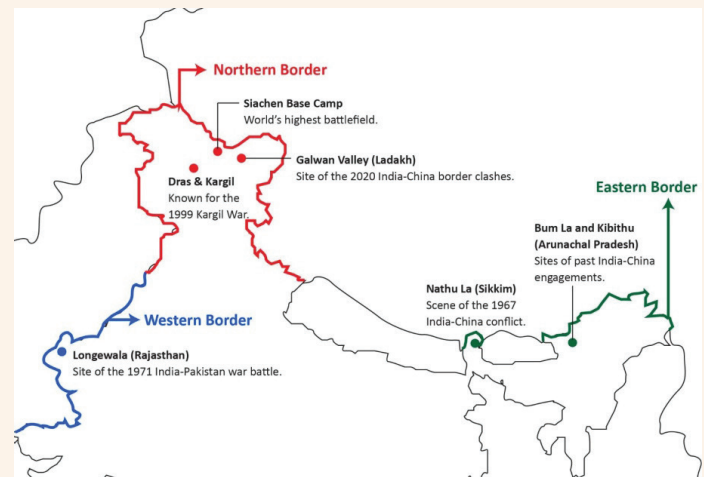 Northern Border
Siachen Base Camp
World's highest battlefield.
Galwan Valley (Ladakh)
Site of the 2020 India-China border clashes.
Dras & Kargil
Known for the
1999 Kargil War.
Eastern Border
Bum La and Kibithu
(Arunachal Pradesh)
Sites of past India-China
engagements.
Nathu La (Sikkim)
Scene of the 1967
India-China conflict.
Western Border
Longewala (Rajasthan)
Site of the 1971 India-Pakistan war battle.